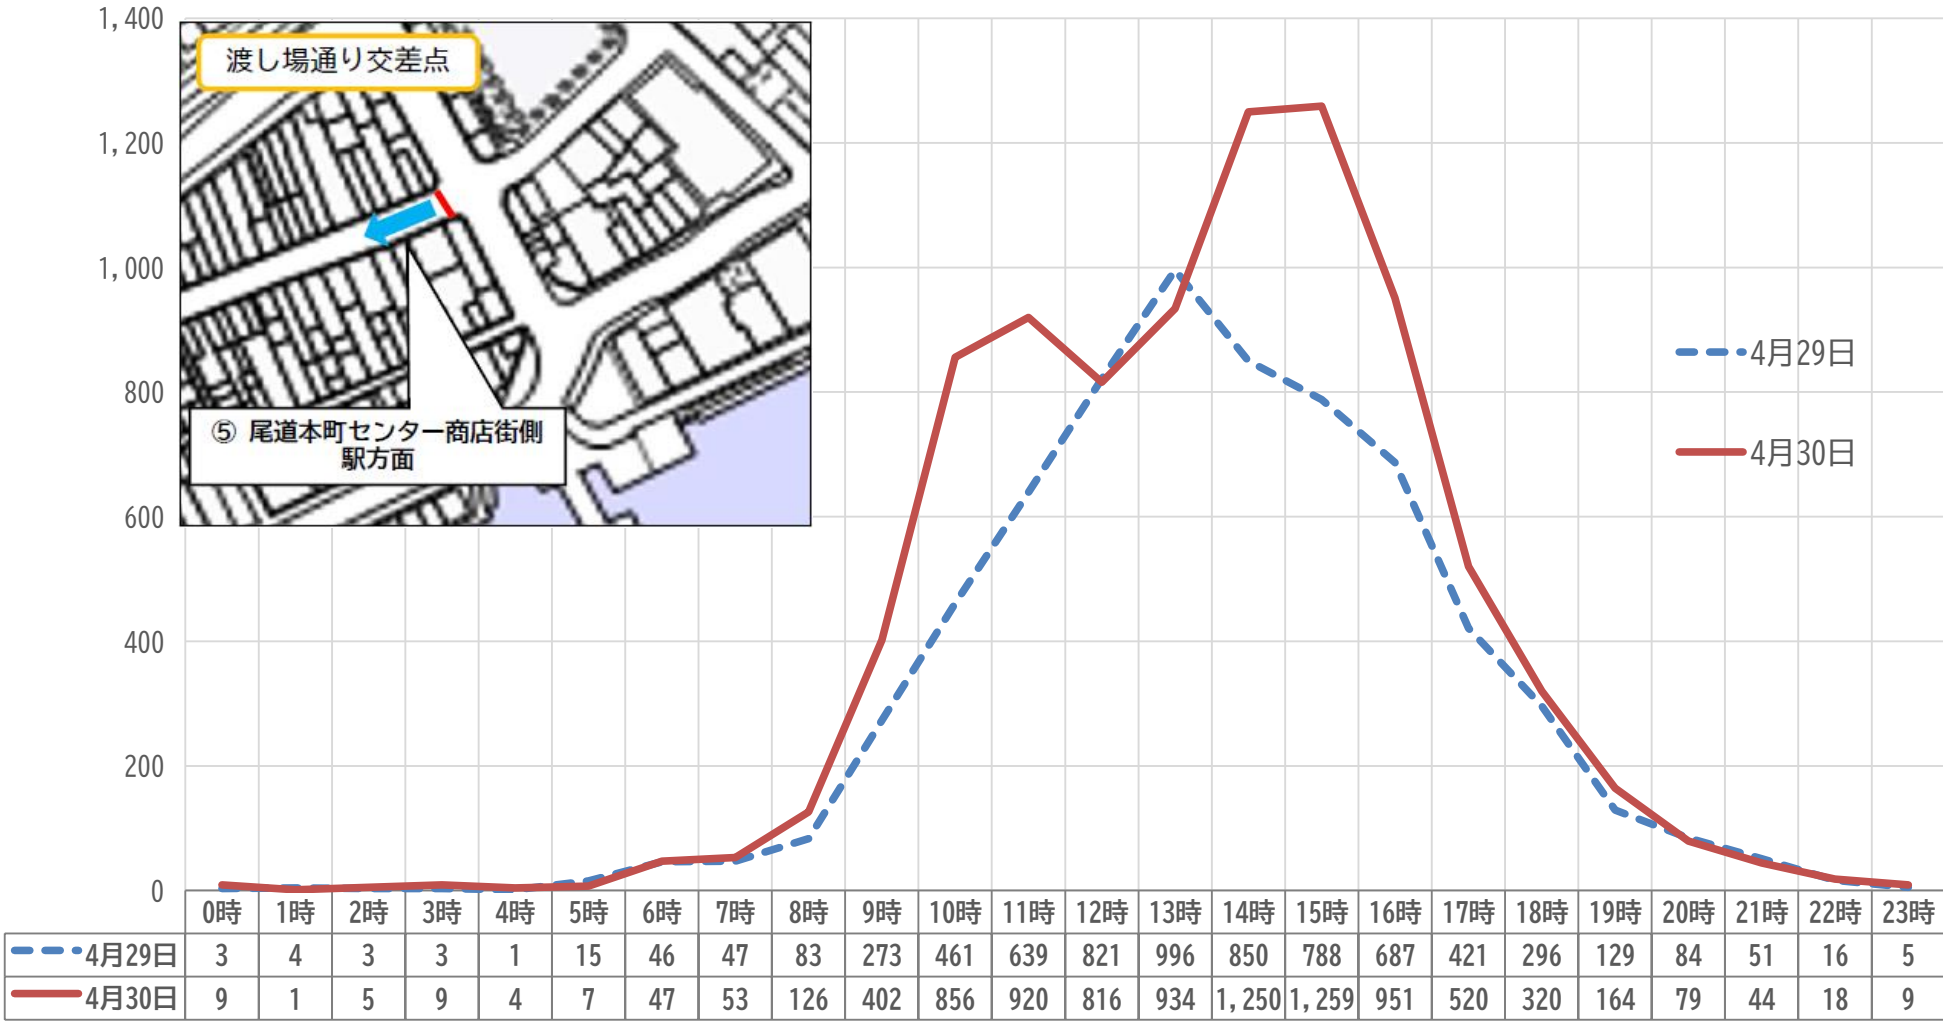 1,400
1,200
1,000
800
600
400
200
0
渡し場通り交差点
⑤ 尾道本町センター商店街側
駅方面
4月29日
4月30日
0時 1時 2時 3時 4時 5時 6時 7時 8時 9時 10時 11時 12時 13時 14時 15時 16時 17時 18時 19時 20時 21時 22時 23時
4月29日 3 4 3 3 1 15 46 47 83 273 461 639 821 996 850 788 687 421 296 129 84 51 16 5
4月30日 9 1 5 9 4 7 47 53 126 402 856 920 816 934 1,250 1,259 951 520 320 164 79 44 18 9